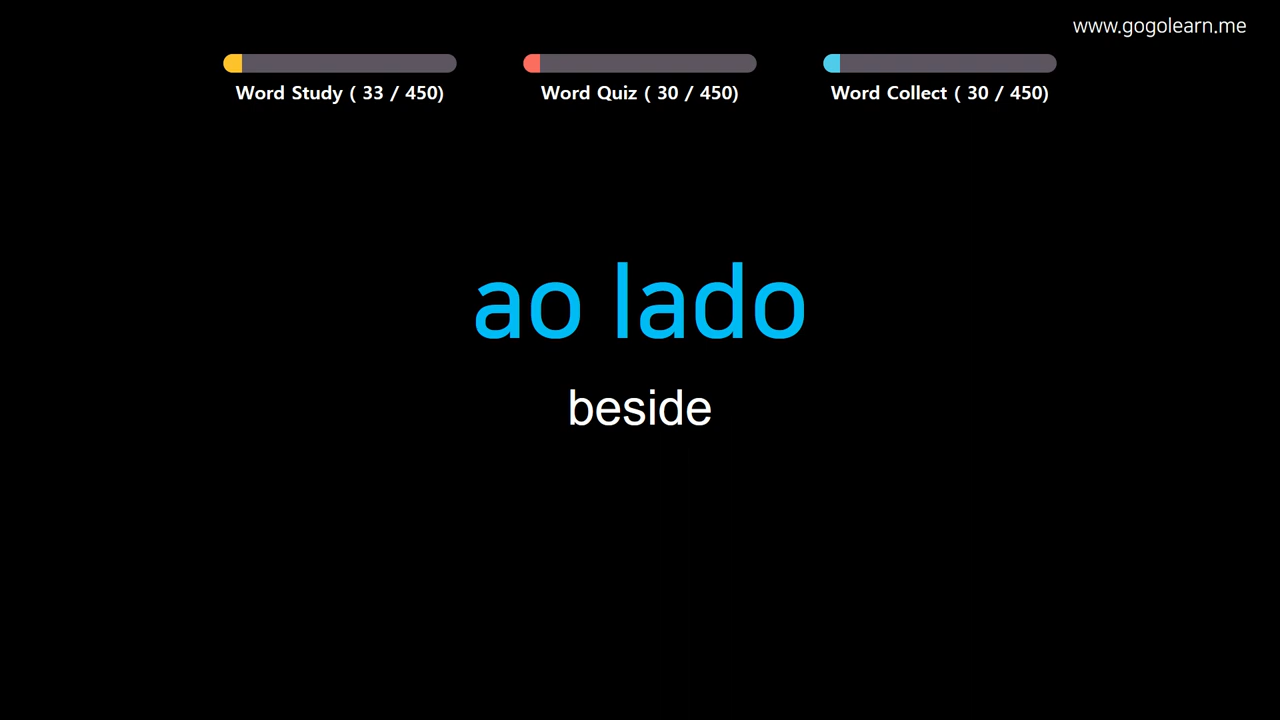 www.gogolearn.me
Word Study ( 33 / 450)
Word Quiz ( 30 / 450)
Word Collect ( 30 / 450)
ao lado
beside